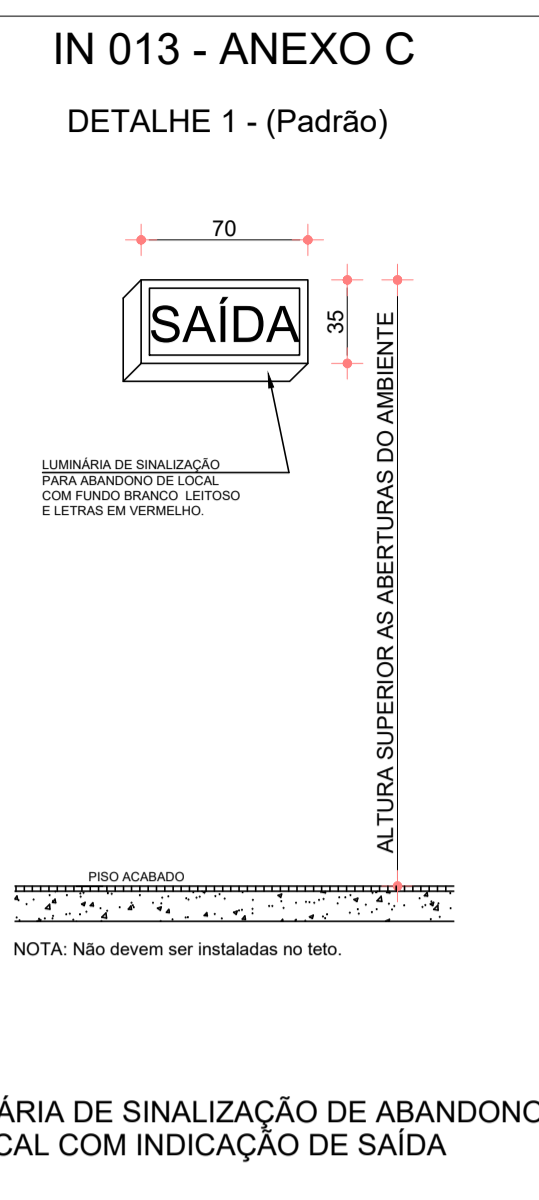 IN 013 - ANEXO C
DETALHE 1 - (Padrão)
70
SAÍDA
35
ALTURA SUPERIOR AS ABERTURAS DO AMBIENTE
LUMINÁRIA DE SINALIZAÇÃO
PARA ABANDONO DE LOCAL
COM FUNDO BRANCO LEITOSO
E LETRAS EM VERMELHO.
PISO ACABADO
NOTA: Não devem ser instaladas no teto.
ÁRIA DE SINALIZAÇÃO DE ABANDONO
CAL COM INDICAÇÃO DE SAÍDA